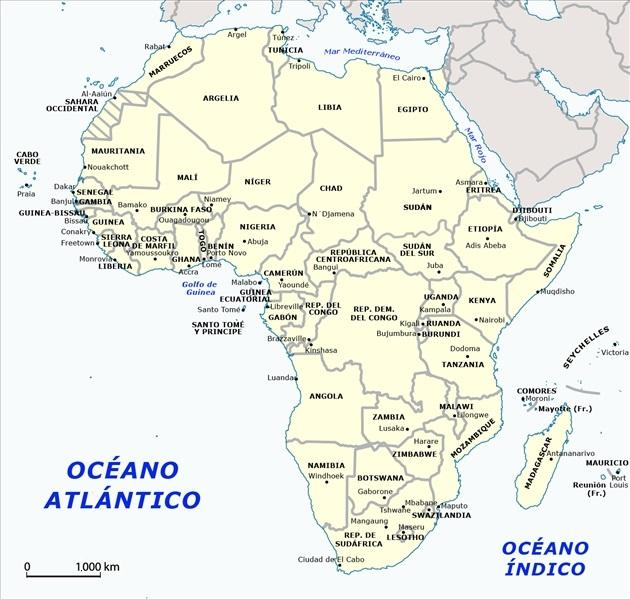 Argel
Túnez
TUNICIA
Rabat
MARRUECOS
Mar Mediterráneo
Trípoli
El Cairo
Al-Aaiún
SAHARA
OCCIDENTAL
ARGELIA
LIBIA
EGIPTO
Mar Rojo
CABO
VERDE
Praia
MAURITANIA
Nouakchott
MALÍ
NÍGER
CHAD
SUDÁN
Jartum
Asmara
ERITREA
Dakar
SENEGAL
Banjul
GAMBIA
Bamako
BURKINA FASO
Niamey
Ouagadougou
N´Djamena
DJIBOUTI
Djibouti
GUINEA-BISSAU
Bissau
GUINEA
Conakry
SIERRA
LEONA
Freetown
COSTA
DE MARFIL
Yamoussoukro
Monrovia
LIBERIA
GHANA
Accra
TOGO
Lomé
BENÍN
Porto Novo
NIGERIA
Abuja
CAMERÚN
Yaoundé
REPÚBLICA
CENTROAFRICANA
Bangui
SUDÁN
DEL SUR
Juba
ETIOPÍA
Adis Abeba
SOMALIA
Muqdisho
Golfo de
Guinea
Malabo
GUINEA
ECUATORIAL
Libreville
Santo Tomé
SANTO TOMÉ
Y PRINCIPE
GABÓN
REP. DEL
CONGO
Brazzaville
Kinshasa
REP. DEM.
DEL CONGO
UGANDA
Kampala
KENYA
Nairobi
Kigali
RUANDA
Bujumbura
BURUNDI
Dodoma
TANZANIA
SEYCHELLES
Victoria
Luanda
ANGOLA
ZAMBIA
Lusaka
MALAWI
Lilongwe
MOZAMBIQUE
COMORES
Moroni
Mayotte (Fr.)
Harare
ZIMBABWE
MADAGASCAR
Antananarivo
MAURICIO
Port
Louis
Reunión
(Fr.)
NAMIBIA
Windhoek
BOTSWANA
Gaborone
Tshwane
Mbabane
Maputo
SWAZILANDIA
Mangaung
Maseru
LESOTHO
REP. DE
SUDÁFRICA
Ciudad de El Cabo
OCÉANO
ATLÁNTICO
OCÉANO
ÍNDICO
0 1.000 km